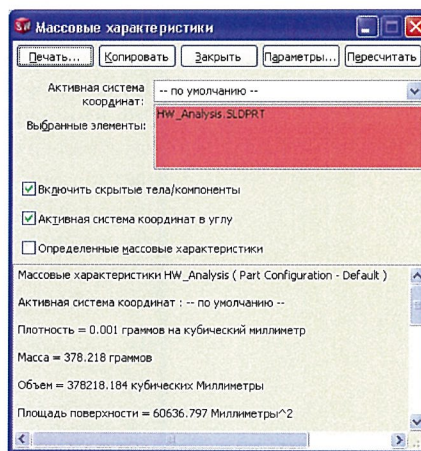 Массовые характеристики
Печать... Копировать Закрыть Параметры... Пересчитать
Активная система координат: -- по умолчанию --
Выбранные элементы: HW_Analysis.SLDPRT
Включить скрытые тела/компоненты
Активная система координат в углу
Определенные массовые характеристики
Массовые характеристики HW_Analysis ( Part Configuration - Default )
Активная система координат : -- по умолчанию --
Плотность = 0.001 граммов на кубический миллиметр
Масса = 378.218 граммов
Объем = 378218.184 кубических Миллиметры
Площадь поверхности = 60636.797 Миллиметры^2